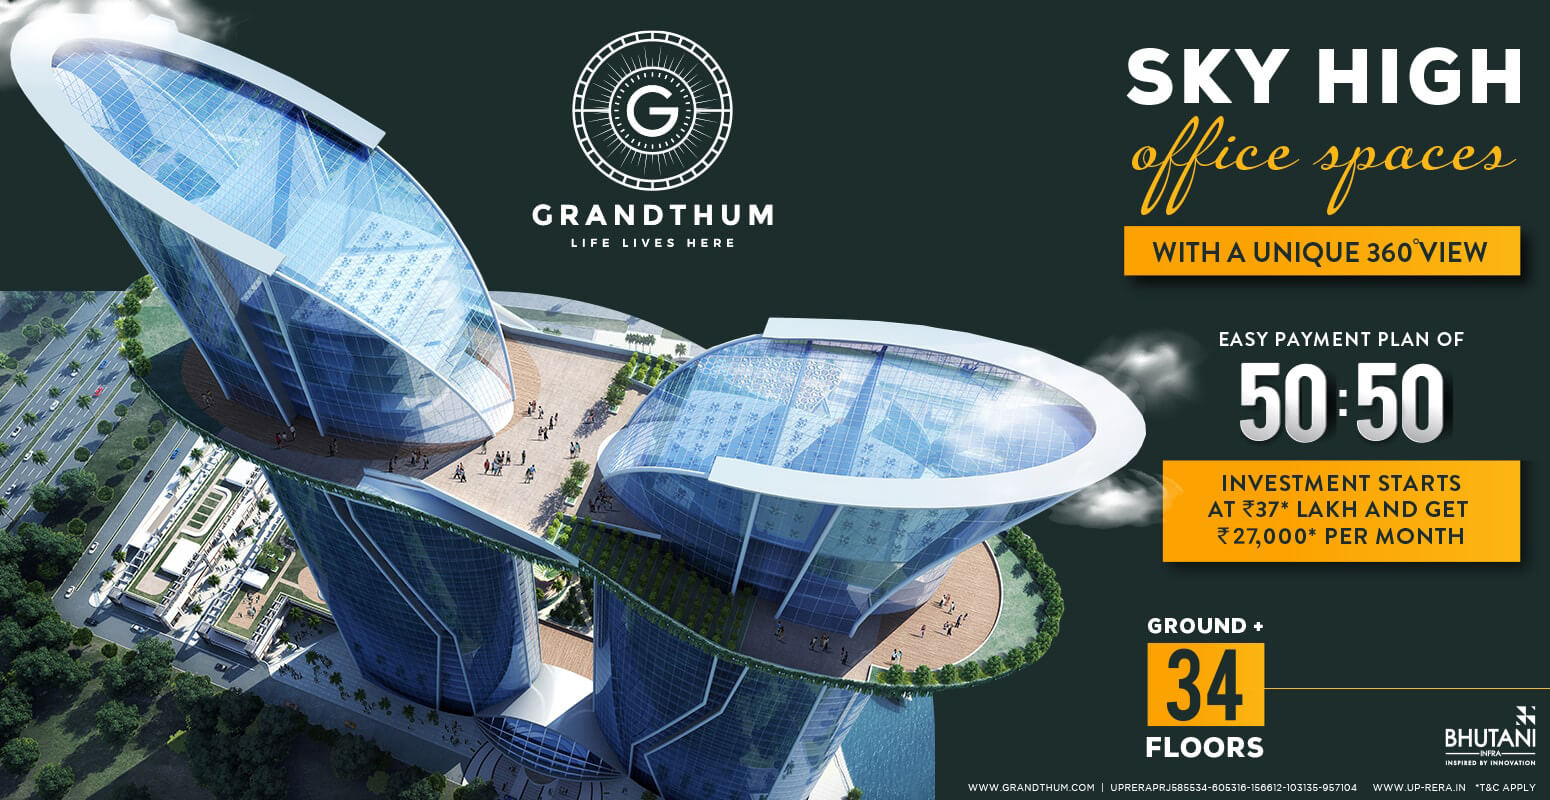 G
GRANDTHUM
LIFE LIVES HERE
SKY HIGH
office spaces
WITH A UNIQUE 360° VIEW
EASY PAYMENT PLAN OF
50:50
INVESTMENT STARTS
AT ₹37* LAKH AND GET
₹27,000* PER MONTH
GROUND +
34
FLOORS
BHUTANI
INFRA
INSPIRED BY INNOVATION
WWW.GRANDTHUM.COM | UPRERAPRJ585534-605316-156612-103135-957104 WWW.UP-RERA.IN *T&C APPLY